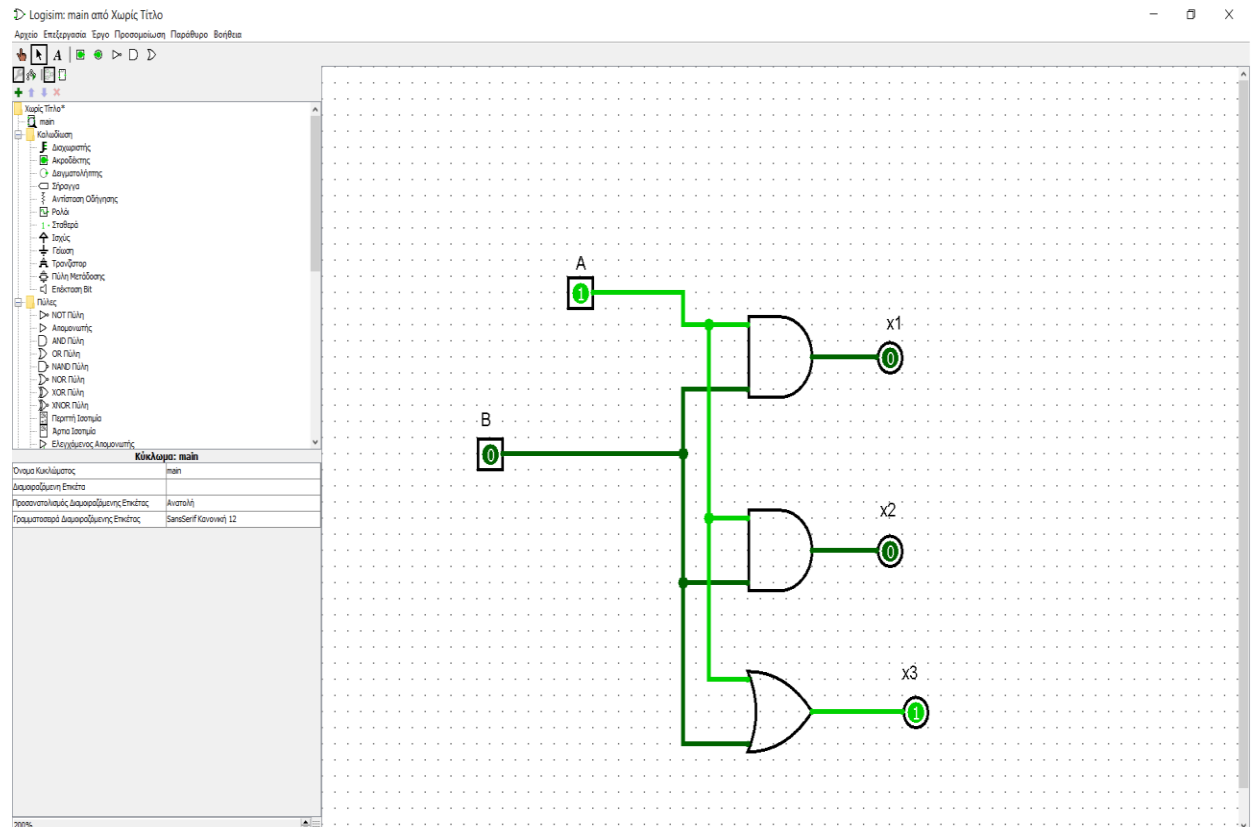 Logisim: main από Χωρίς Τίτλο
Αρχείο Επεξεργασία Έργο Προσομοίωση Παράθυρο Βοήθεια
A
Χωρίς Τίτλο*
main
Καλωδίωση
Διαχωριστής
Ακροδέκτης
Δειγματολήπτης
Σήραγγα
Αντίσταση Οδήγησης
Ρολόι
1 - Σταθερά
Ισχύς
Γείωση
Τρανζίστορ
Πύλη Μετάδοσης
Επέκταση Bit
Πύλες
NOT Πύλη
Απομονωτής
AND Πύλη
OR Πύλη
NAND Πύλη
NOR Πύλη
XOR Πύλη
XNOR Πύλη
Περιττή Ισοτιμία
Άρτια Ισοτιμία
Ελεγχόμενος Απομονωτής
Κύκλωμα: main
Όνομα Κυκλώματος main
Διαμοιραζόμενη Ετικέτα
Προσανατολισμός Διαμοιραζόμενης Ετικέτας Ανατολή
Γραμματοσειρά Διαμοιραζόμενης Ετικέτας SansSerif Κανονική 12
200%
A
1
x1
0
B
0
x2
0
x3
1